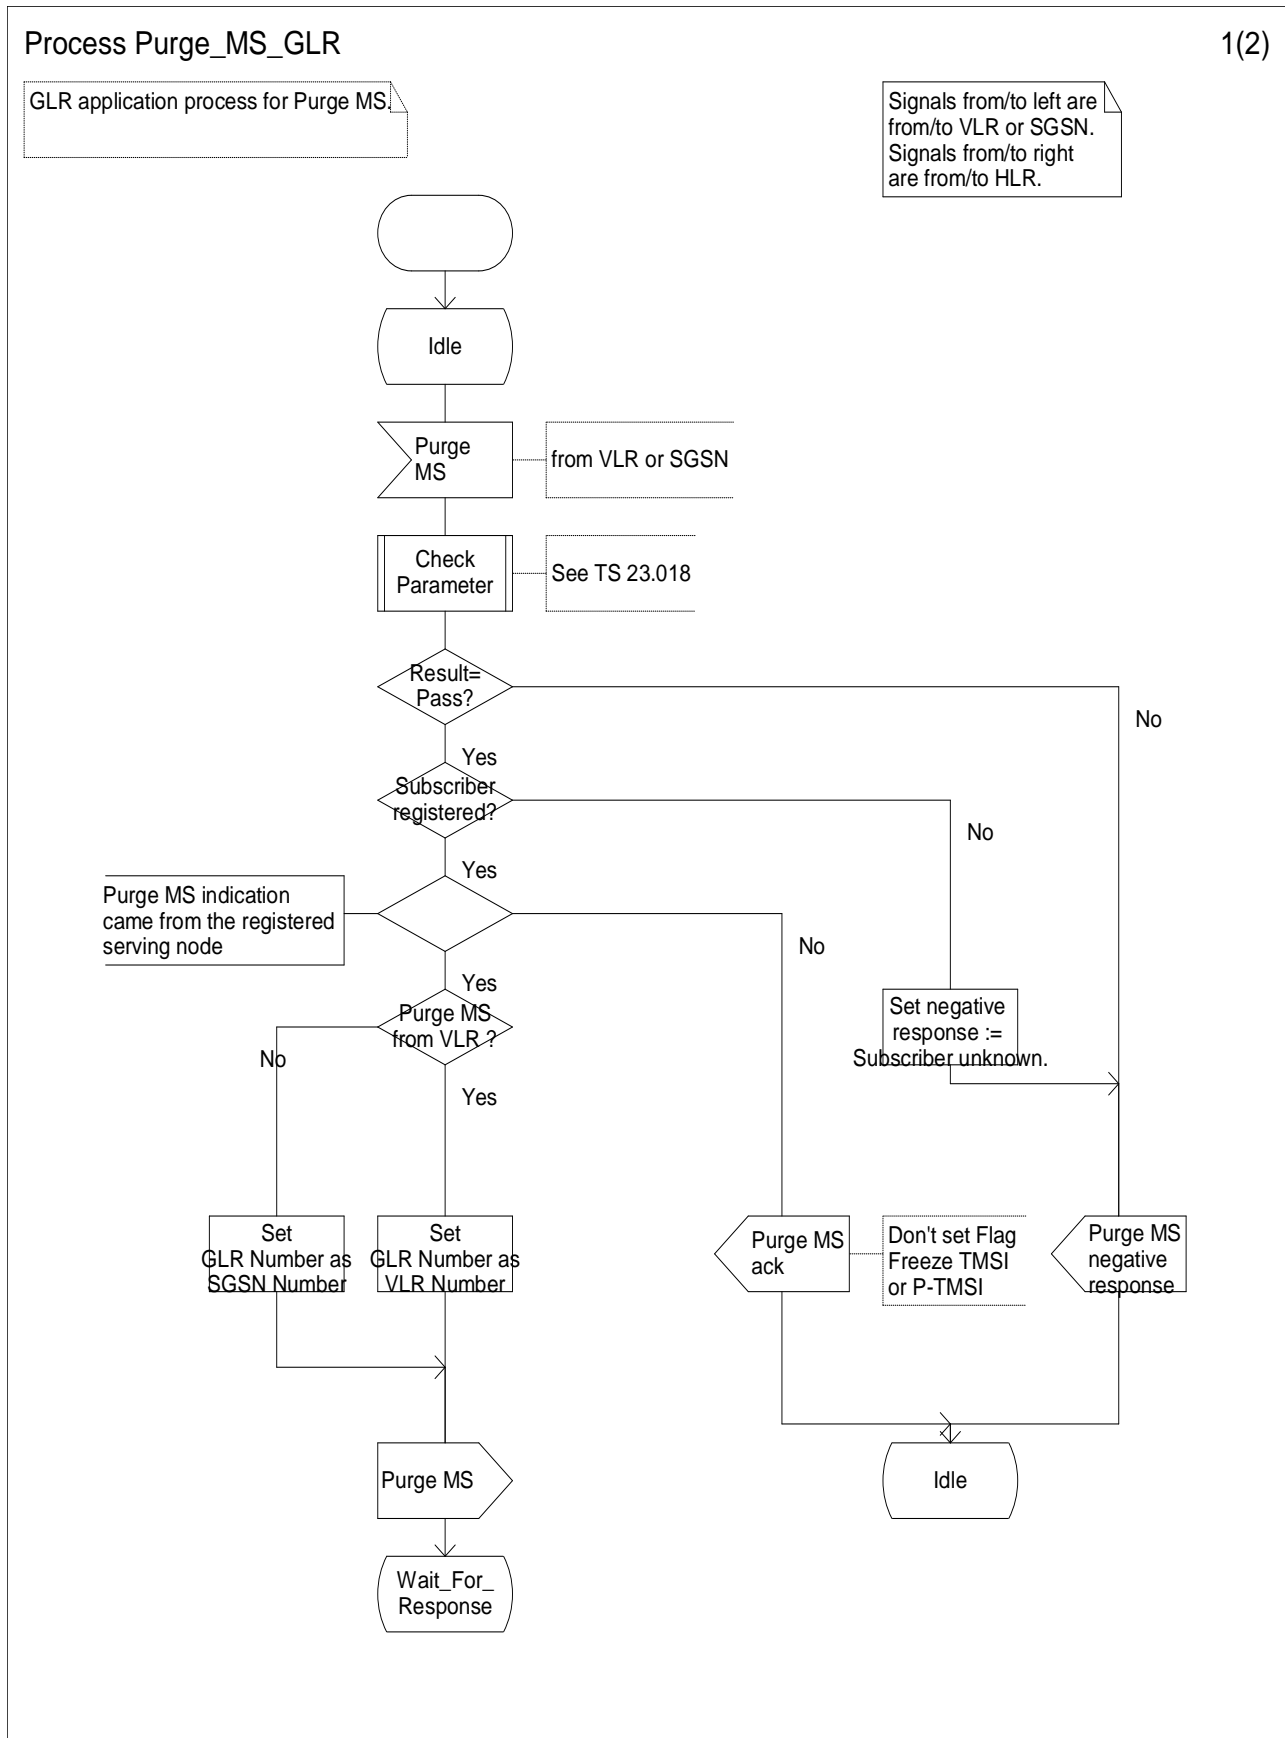 Process Purge_MS_GLR
1(2)
GLR application process for Purge MS.
Signals from/to left are
from/to VLR or SGSN.
Signals from/to right
are from/to HLR.
Idle
Purge
MS
from VLR or SGSN
Check
Parameter
See TS 23.018
Result=
Pass?
No
Yes
Subscriber
registered?
No
Yes
Purge MS indication
came from the registered
serving node
No
Yes
Purge MS
from VLR ?
No
Yes
Set negative
response :=
Subscriber unknown.
Set
GLR Number as
SGSN Number
Set
GLR Number as
VLR Number
Purge MS
ack
Don't set Flag
Freeze TMSI
or P-TMSI
Purge MS
negative
response
Purge MS
Idle
Wait_For_
Response